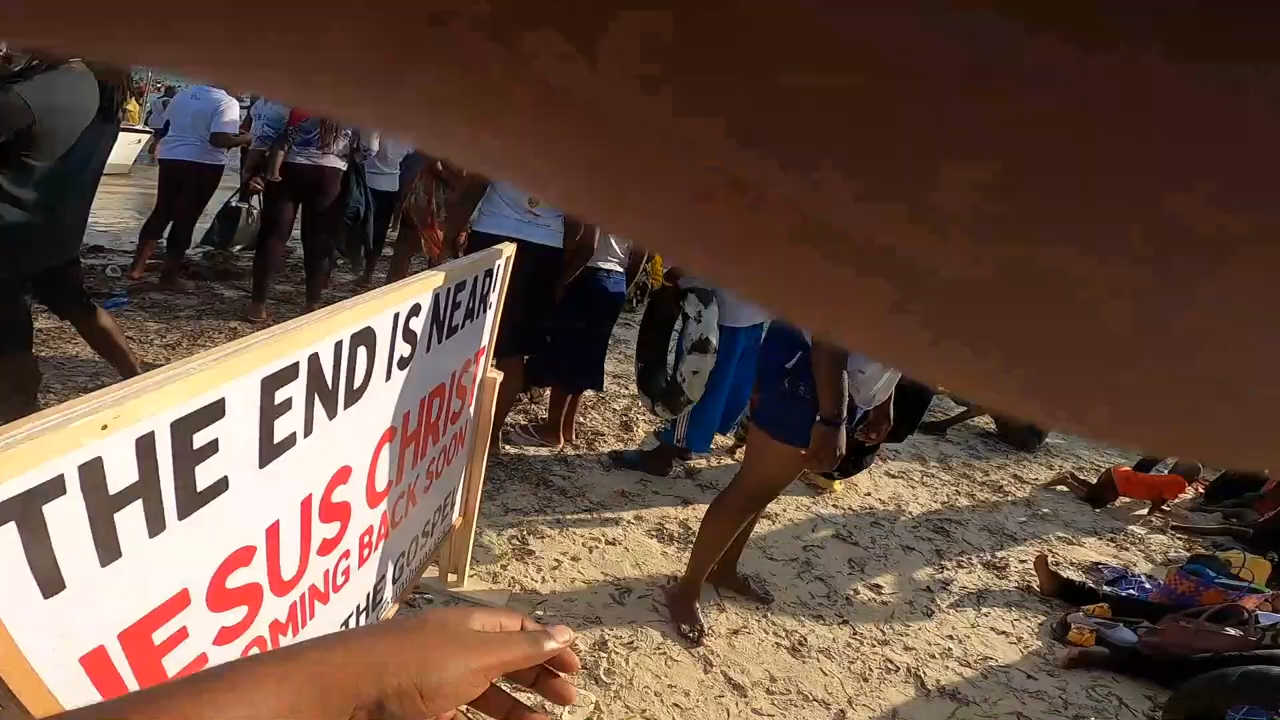 THE END IS NEAR!
JESUS CHRIST
COMING BACK SOON
THE GOSPEL